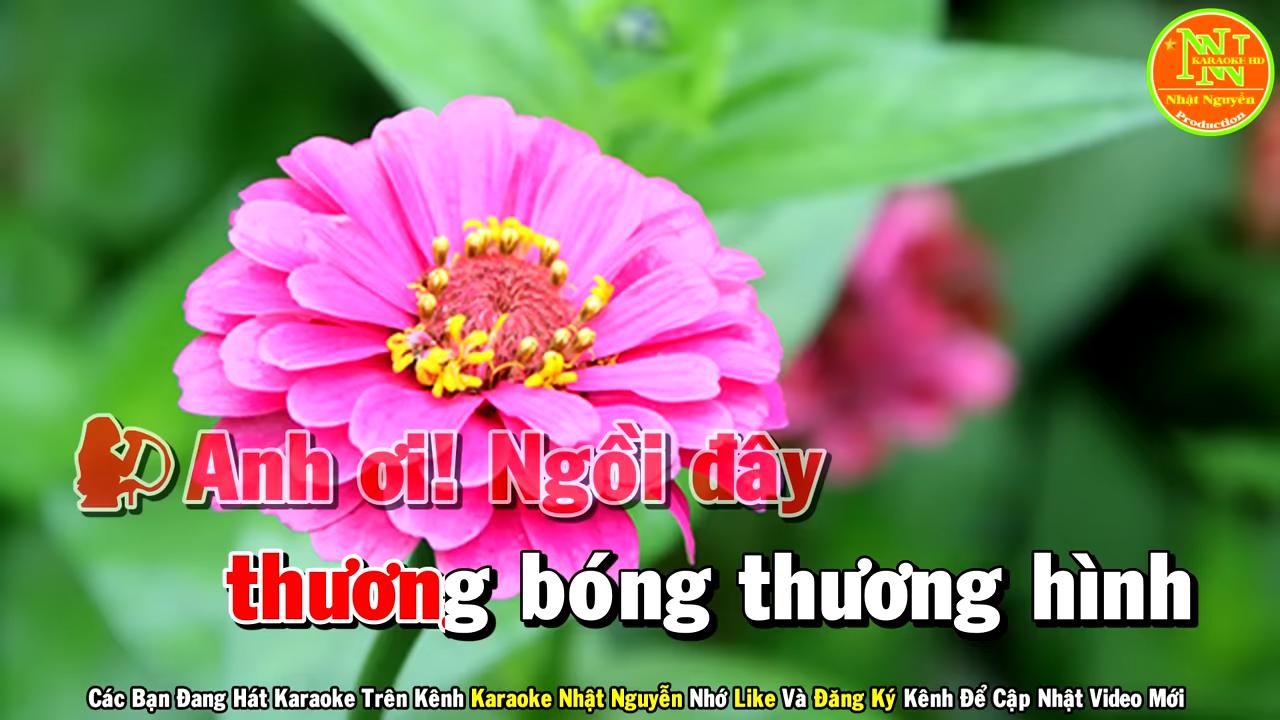 NN
KARAOKE HD
Nhật Nguyễn
Production
Anh ơi! Ngồi đây
thương bóng thương hình
Các Bạn Đang Hát Karaoke Trên Kênh Karaoke Nhật Nguyễn Nhớ Like Và Đăng Ký Kênh Để Cập Nhật Video Mới